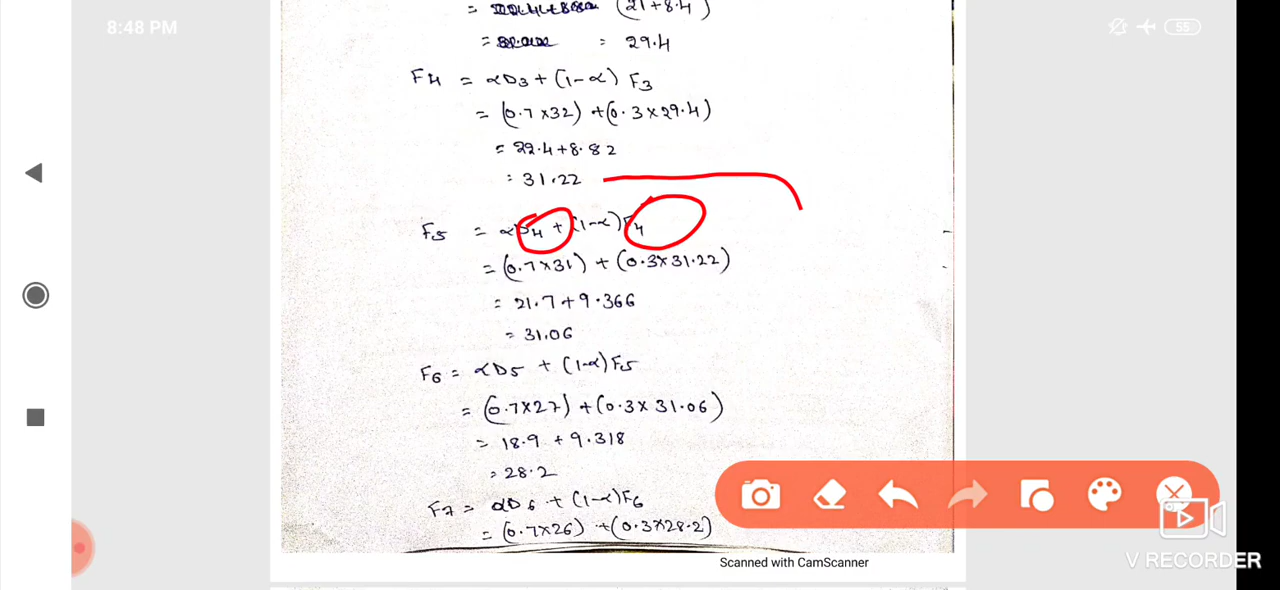 8:48 PM
55
= (21+8.4)
= = 29.4
F4 = αD3 + (1-α) F3
= (0.7×32) + (0.3×29.4)
= 22.4+8.82
= 31.22
F5 = αD4 + (1-α)F4
= (0.7×31) + (0.3×31.22)
= 21.7+9.366
= 31.06
F6 = αD5 + (1-α)F5
= (0.7×27) + (0.3×31.06)
= 18.9 + 9.318
= 28.2
F7 = αD6 + (1-α)F6
= (0.7×26) + (0.3×28.2)
V RECORDER
Scanned with CamScanner